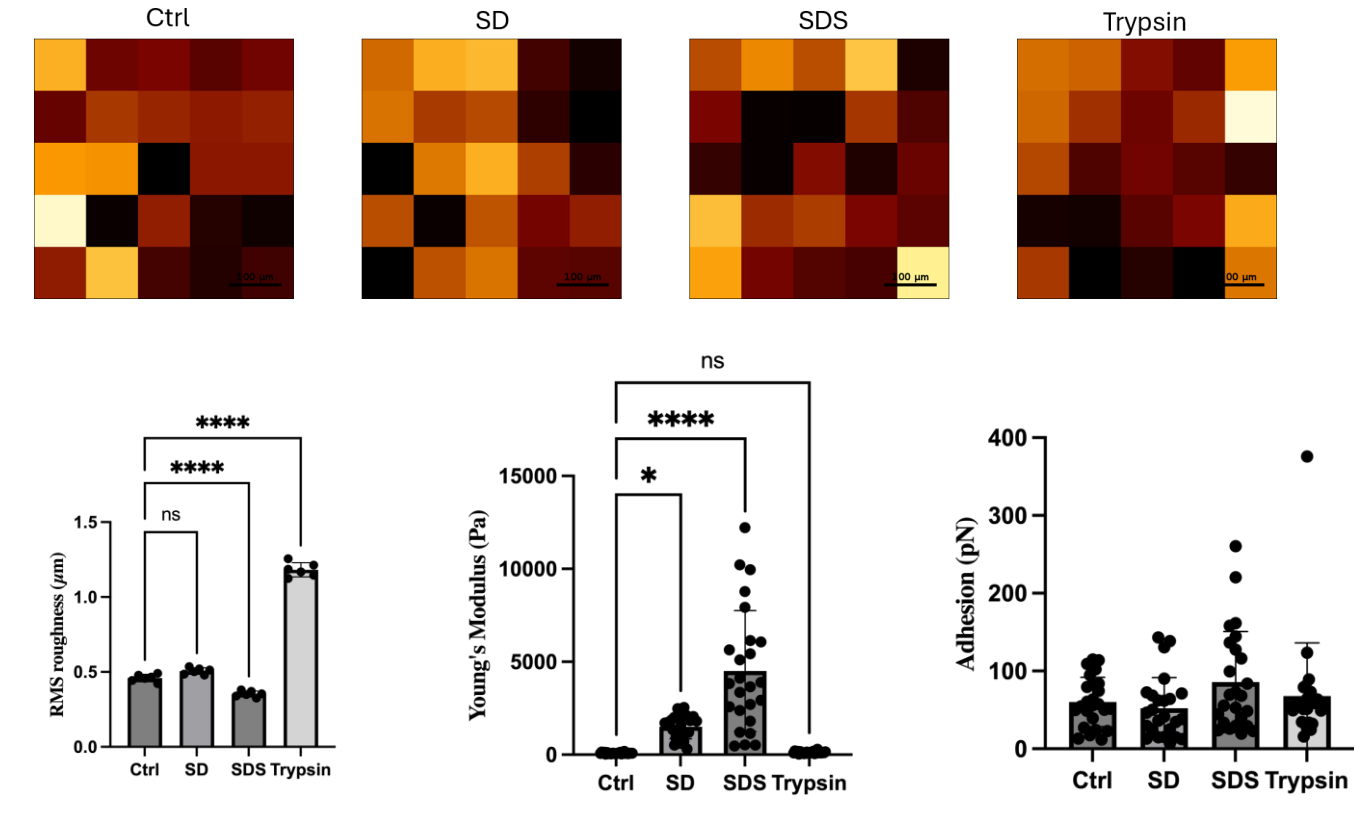 Ctrl
SD
SDS
Trypsin
100 µm
100 µm
100 µm
00 µm
ns
****
*
****
****
ns
RMS roughness (µm)
1.5
1.0
0.5
0.0
Ctrl SD SDS Trypsin
Young's Modulus (Pa)
15000
10000
5000
0
Ctrl SD SDS Trypsin
Adhesion (pN)
400
300
200
100
0
Ctrl SD SDS Trypsin